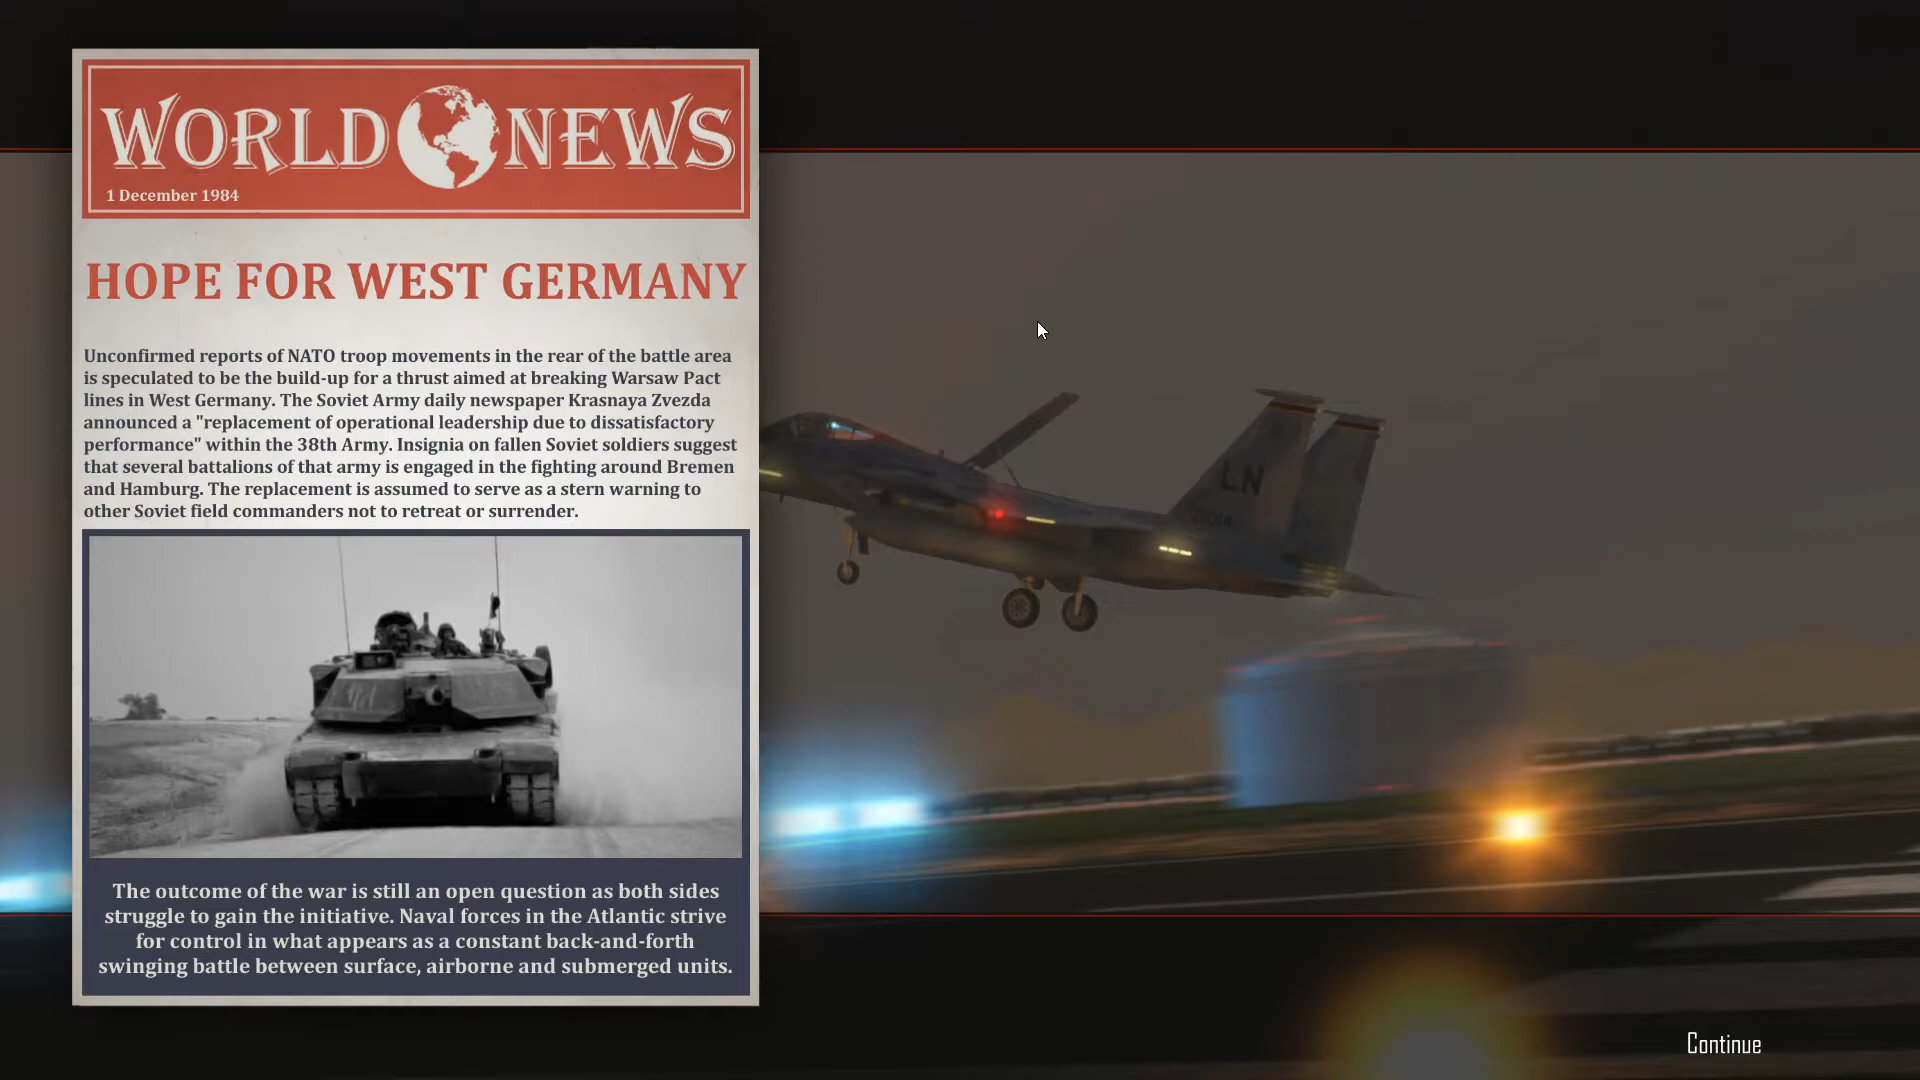 WORLD NEWS
1 December 1984
HOPE FOR WEST GERMANY
Unconfirmed reports of NATO troop movements in the rear of the battle area
is speculated to be the build-up for a thrust aimed at breaking Warsaw Pact
lines in West Germany. The Soviet Army daily newspaper Krasnaya Zvezda
announced a "replacement of operational leadership due to dissatisfactory
performance" within the 38th Army. Insignia on fallen Soviet soldiers suggest
that several battalions of that army is engaged in the fighting around Bremen
and Hamburg. The replacement is assumed to serve as a stern warning to
other Soviet field commanders not to retreat or surrender.
LN
The outcome of the war is still an open question as both sides
struggle to gain the initiative. Naval forces in the Atlantic strive
for control in what appears as a constant back-and-forth
swinging battle between surface, airborne and submerged units.
Continue